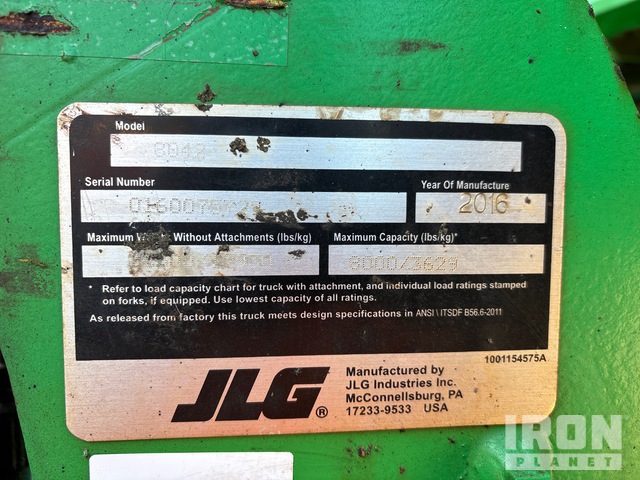 Model
8042
Serial Number
Year Of Manufacture
2016
Maximum Without Attachments (lbs/kg)
Maximum Capacity (lbs/kg)*
8000/3629
* Refer to load capacity chart for truck with attachment, and individual load ratings stamped
on forks, if equipped. Use lowest capacity of all ratings.
As released from factory this truck meets design specifications in ANSI \ ITSDF B56.6-2011
1001154575A
JLG®
Manufactured by
JLG Industries Inc.
McConnellsburg, PA
17233-9533 USA
IRON
PLANET